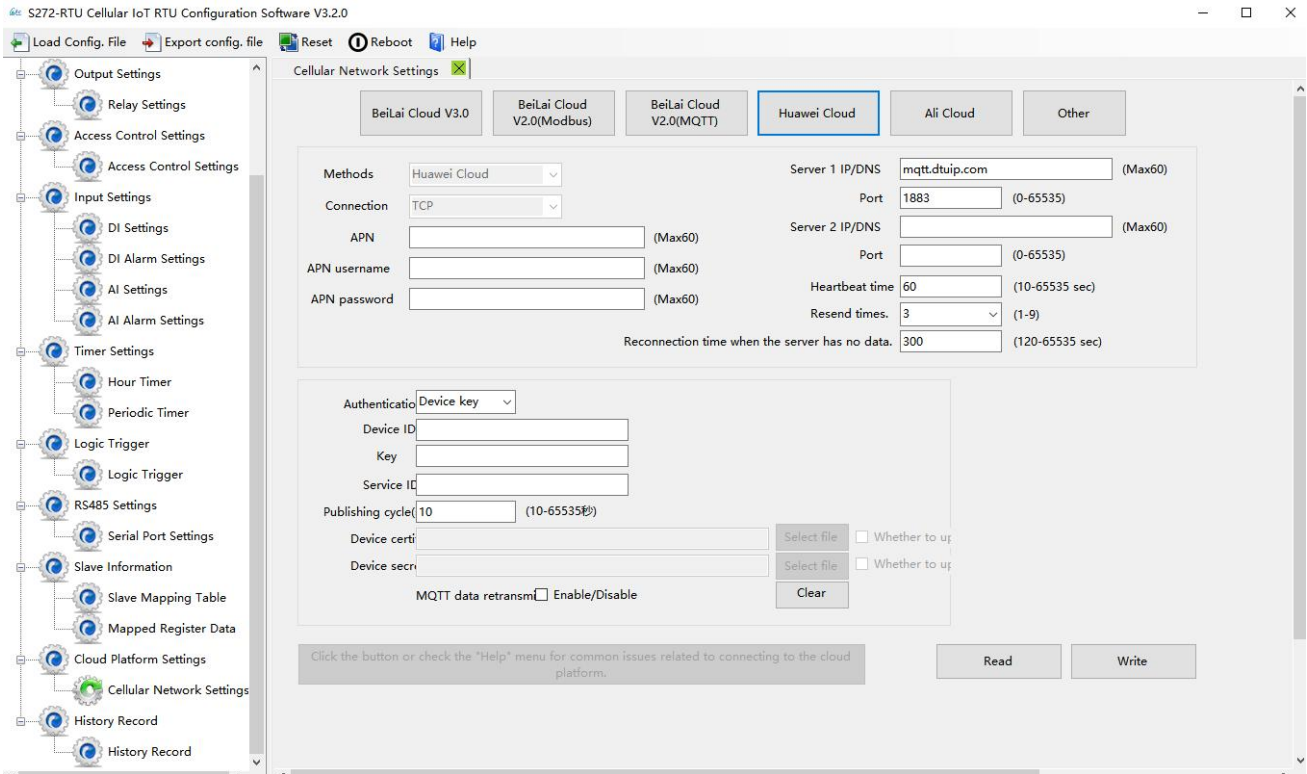 S272-RTU Cellular IoT RTU Configuration Software V3.2.0
Load Config. File Export config. file Reset Reboot Help
Output Settings
Relay Settings
Access Control Settings
Access Control Settings
Input Settings
DI Settings
DI Alarm Settings
AI Settings
AI Alarm Settings
Timer Settings
Hour Timer
Periodic Timer
Logic Trigger
Logic Trigger
RS485 Settings
Serial Port Settings
Slave Information
Slave Mapping Table
Mapped Register Data
Cloud Platform Settings
Cellular Network Settings
History Record
History Record
Cellular Network Settings
BeiLai Cloud V3.0
BeiLai Cloud
V2.0(Modbus)
BeiLai Cloud
V2.0(MQTT)
Huawei Cloud
Ali Cloud
Other
Methods Huawei Cloud
Connection TCP
APN (Max60)
APN username (Max60)
APN password (Max60)
Server 1 IP/DNS mqtt.dtuip.com (Max60)
Port 1883 (0-65535)
Server 2 IP/DNS (Max60)
Port (0-65535)
Heartbeat time 60 (10-65535 sec)
Resend times. 3 (1-9)
Reconnection time when the server has no data. 300 (120-65535 sec)
Authenticatio Device key
Device ID
Key
Service ID
Publishing cycle( 10 (10-65535秒)
Device certi Select file Whether to up
Device secre Select file Whether to up
MQTT data retransmi Enable/Disable Clear
Click the button or check the "Help" menu for common issues related to connecting to the cloud
platform.
Read Write